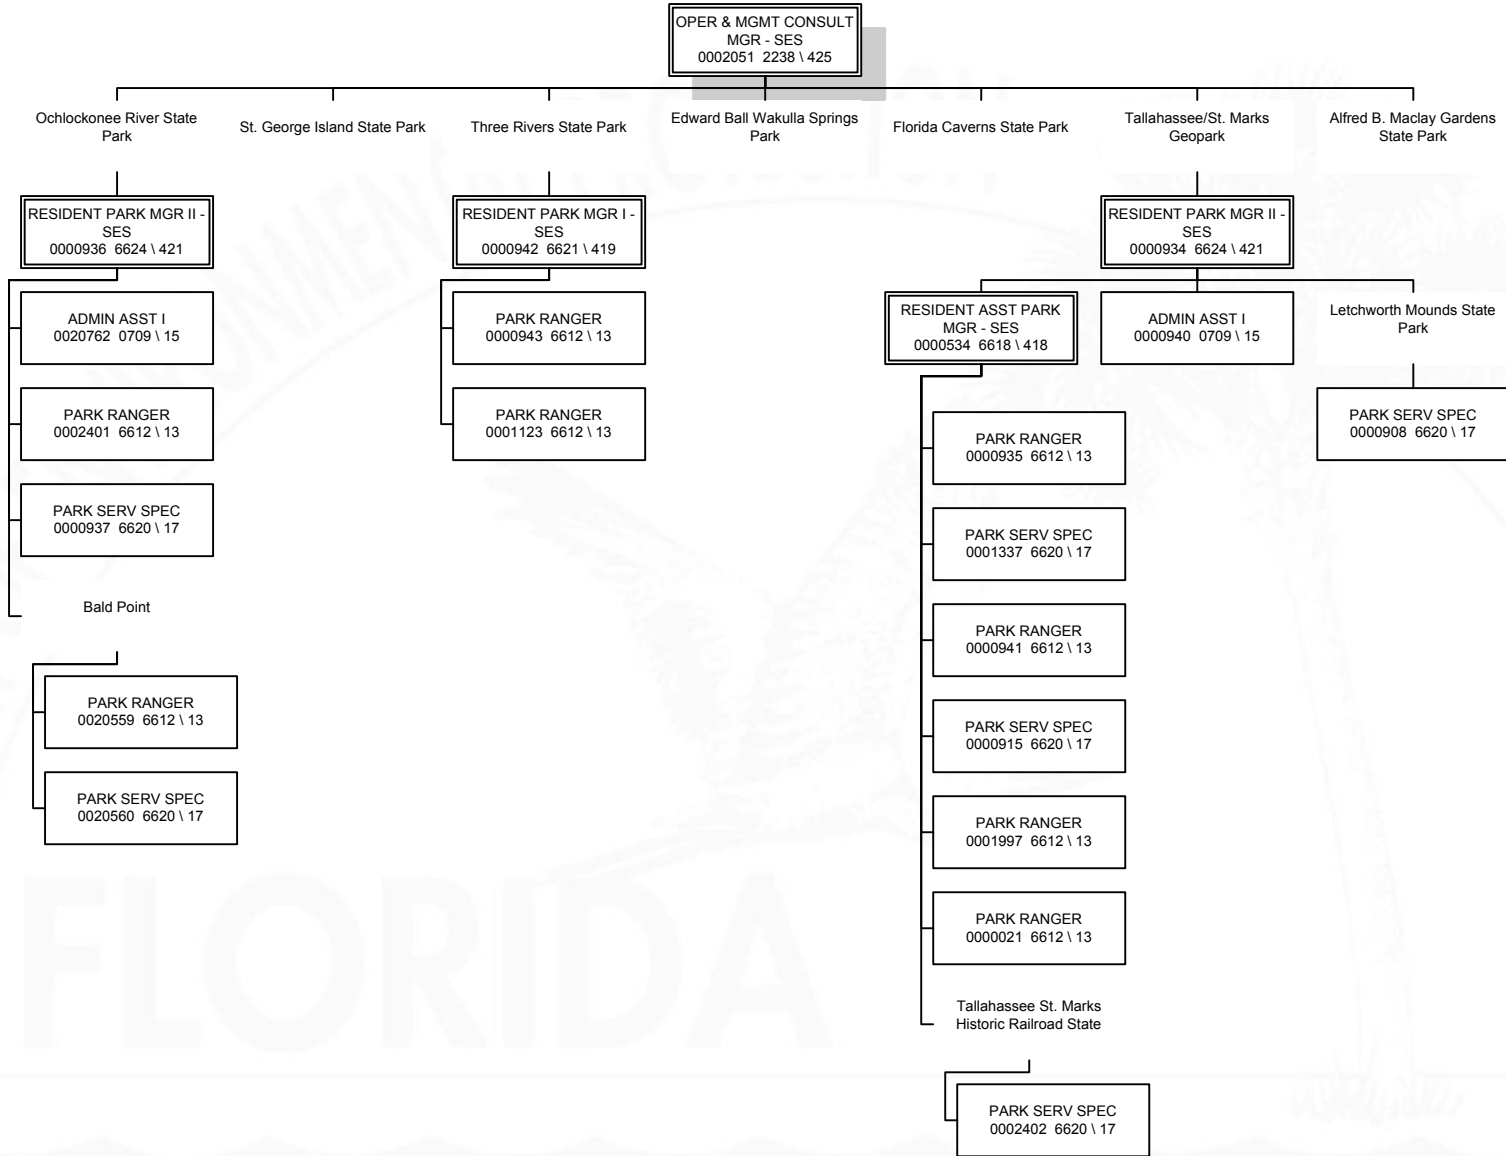 OPER & MGMT CONSULT
MGR - SES
0002051 2238 \ 425
Ochlockonee River State
Park
St. George Island State Park
Three Rivers State Park
Edward Ball Wakulla Springs
Park
Florida Caverns State Park
Tallahassee/St. Marks
Geopark
Alfred B. Maclay Gardens
State Park
RESIDENT PARK MGR II -
SES
0000936 6624 \ 421
ADMIN ASST I
0020762 0709 \ 15
PARK RANGER
0002401 6612 \ 13
PARK SERV SPEC
0000937 6620 \ 17
Bald Point
PARK RANGER
0020559 6612 \ 13
PARK SERV SPEC
0020560 6620 \ 17
RESIDENT PARK MGR I -
SES
0000942 6621 \ 419
PARK RANGER
0000943 6612 \ 13
PARK RANGER
0001123 6612 \ 13
RESIDENT PARK MGR II -
SES
0000934 6624 \ 421
RESIDENT ASST PARK
MGR - SES
0000534 6618 \ 418
PARK RANGER
0000935 6612 \ 13
PARK SERV SPEC
0001337 6620 \ 17
PARK RANGER
0000941 6612 \ 13
PARK SERV SPEC
0000915 6620 \ 17
PARK RANGER
0001997 6612 \ 13
PARK RANGER
0000021 6612 \ 13
Tallahassee St. Marks
Historic Railroad State
PARK SERV SPEC
0002402 6620 \ 17
ADMIN ASST I
0000940 0709 \ 15
Letchworth Mounds State
Park
PARK SERV SPEC
0000908 6620 \ 17
FLORIDA